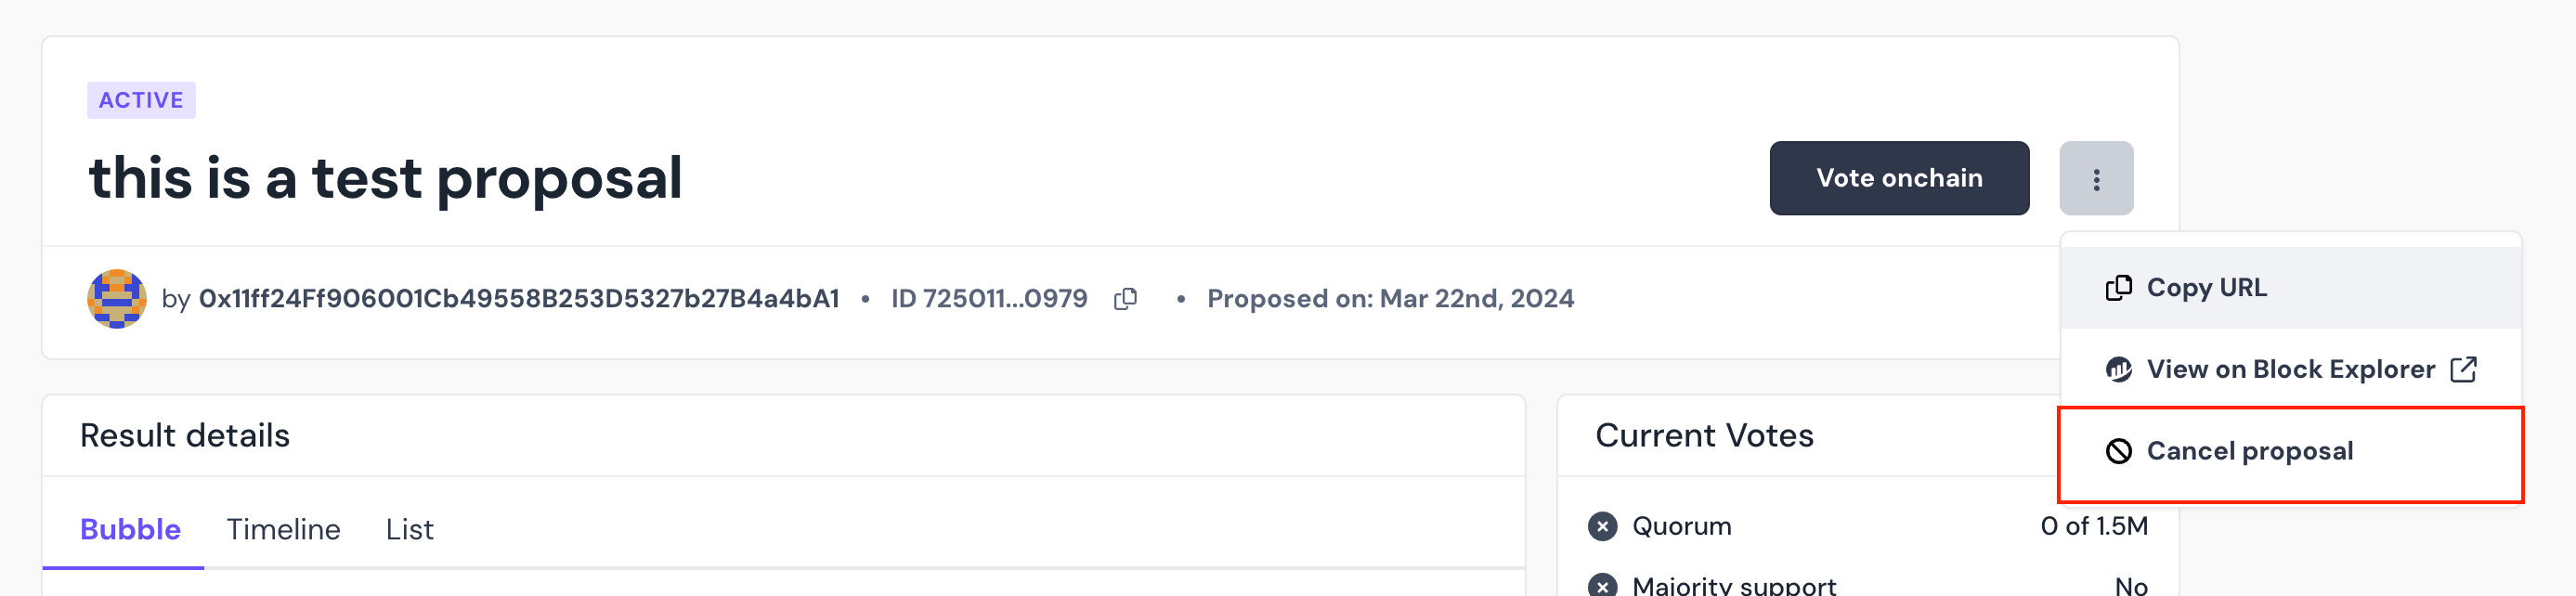 ACTIVE
this is a test proposal
Vote onchain
by 0x11ff24Ff906001Cb49558B253D5327b27B4a4bA1 • ID 725011...0979 • Proposed on: Mar 22nd, 2024
Copy URL
View on Block Explorer
Cancel proposal
Result details
Bubble Timeline List
Current Votes
Quorum 0 of 1.5M
Majority support No